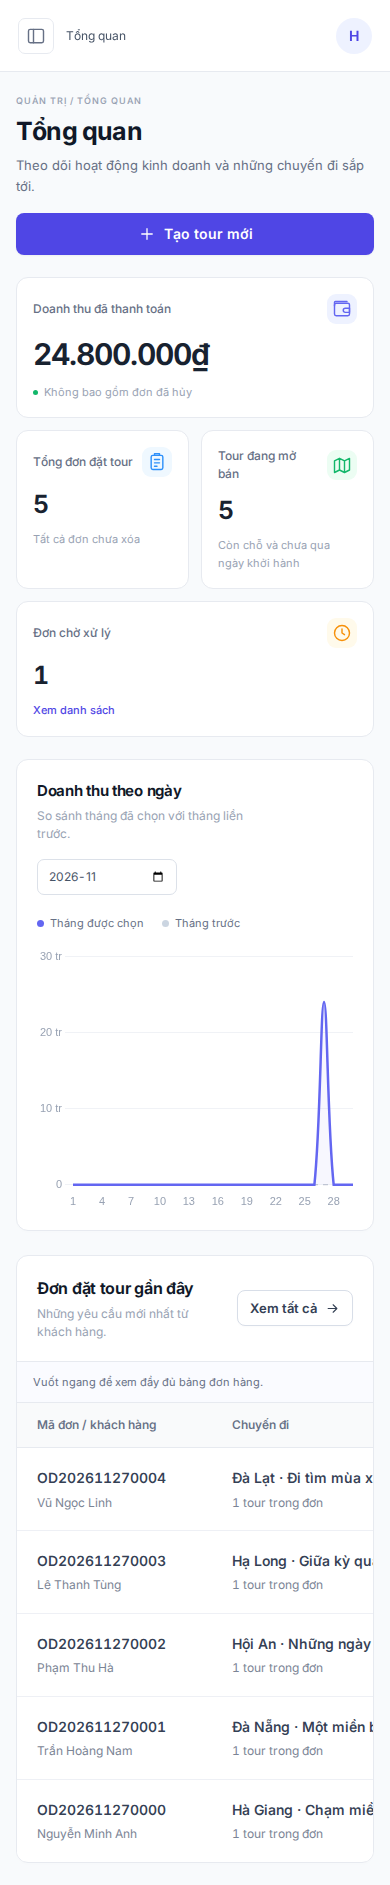 Tổng quan
H
QUẢN TRỊ / TỔNG QUAN
Tổng quan
Theo dõi hoạt động kinh doanh và những chuyến đi sắp
tới.
Tạo tour mới
Doanh thu đã thanh toán
24.800.000₫
Không bao gồm đơn đã hủy
Tổng đơn đặt tour
5
Tất cả đơn chưa xóa
Tour đang mở
bán
5
Còn chỗ và chưa qua
ngày khởi hành
Đơn chờ xử lý
1
Xem danh sách
Doanh thu theo ngày
So sánh tháng đã chọn với tháng liền
trước.
2026-11
Tháng được chọn
Tháng trước
30 tr
20 tr
10 tr
0
1 4 7 10 13 16 19 22 25 28
Đơn đặt tour gần đây
Những yêu cầu mới nhất từ
khách hàng.
Xem tất cả →
Vuốt ngang để xem đầy đủ bảng đơn hàng.
Mã đơn / khách hàng Chuyến đi
OD202611270004 Đà Lạt · Đi tìm mùa x
Vũ Ngọc Linh 1 tour trong đơn
OD202611270003 Hạ Long · Giữa kỳ qu
Lê Thanh Tùng 1 tour trong đơn
OD202611270002 Hội An · Những ngày
Phạm Thu Hà 1 tour trong đơn
OD202611270001 Đà Nẵng · Một miền b
Trần Hoàng Nam 1 tour trong đơn
OD202611270000 Hà Giang · Chạm miề
Nguyễn Minh Anh 1 tour trong đơn